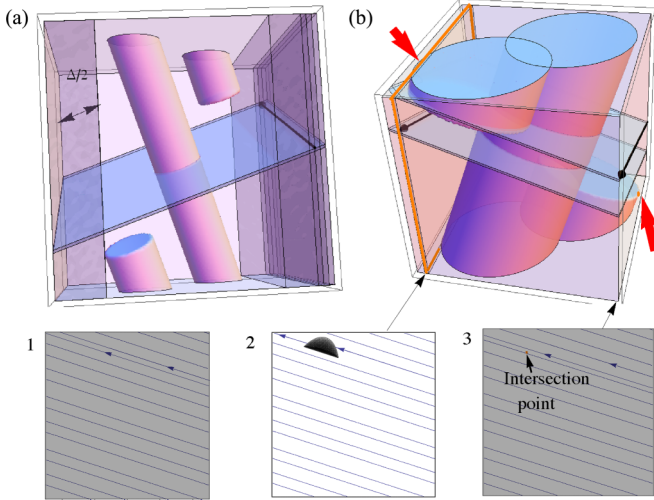 (a)
(b)
Δ/2
1
2
3
Intersection
point